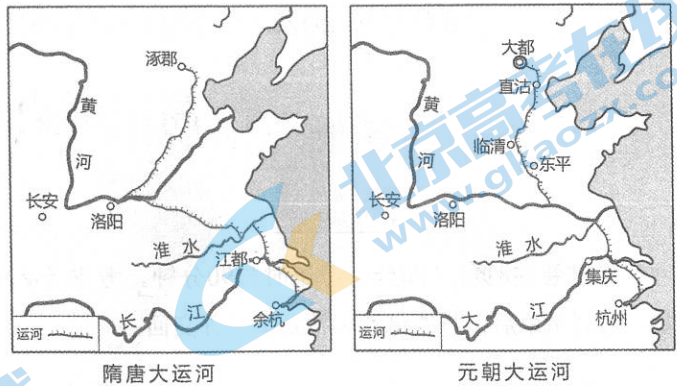 涿郡
黄
河
长安
洛阳
淮水
江都
长江
余杭
运河
隋唐大运河
大都
直沽
黄
河
临清
东平
长安
洛阳
淮水
集庆
大江
杭州
运河
元朝大运河
北京高考在线
www.gkaozx.com